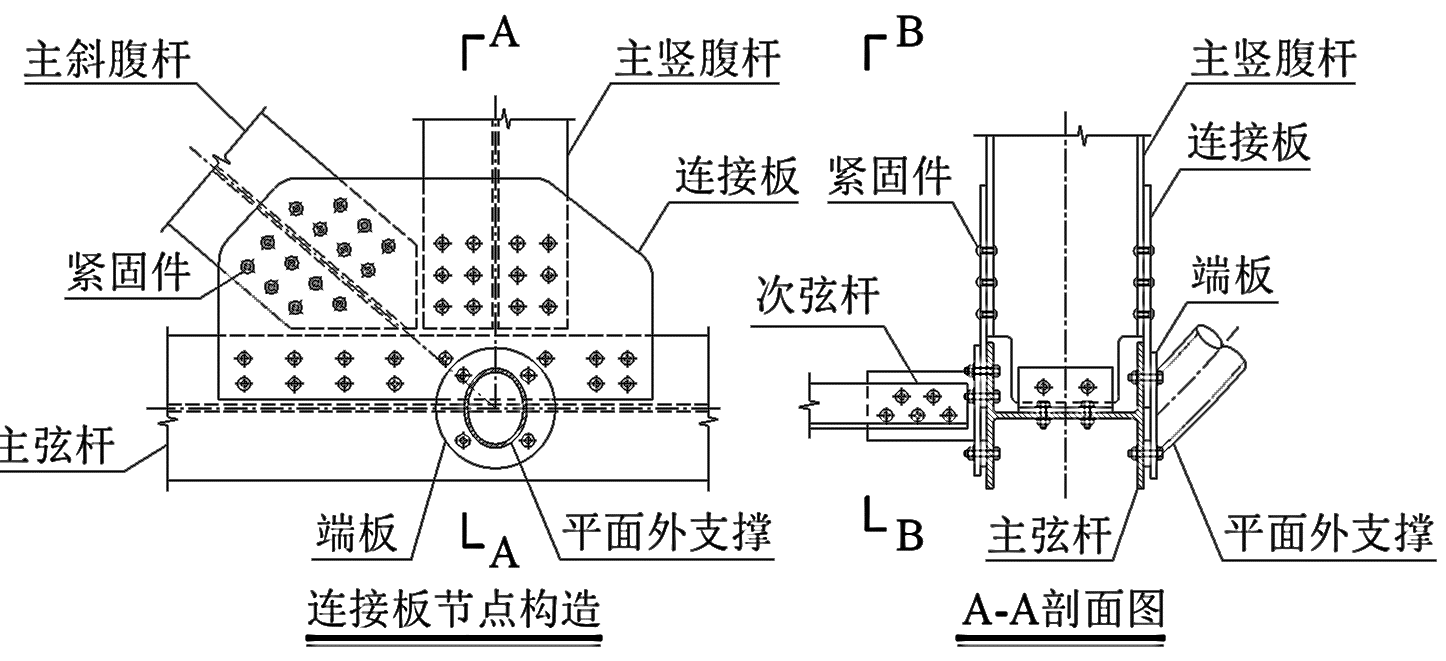 A
B
主斜腹杆
主竖腹杆
主竖腹杆
连接板
连接板
紧固件
紧固件
端板
次弦杆
主弦杆
端板
平面外支撑
主弦杆
平面外支撑
A
B
连接板节点构造
A-A剖面图